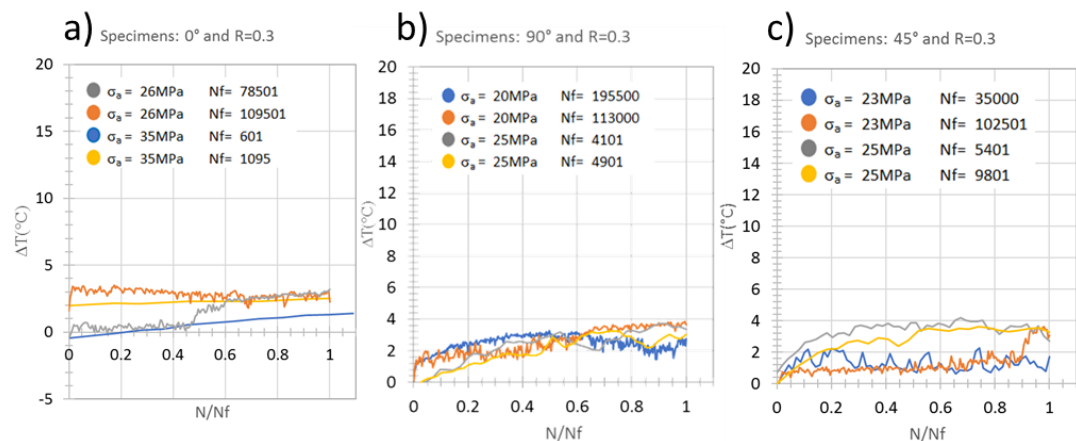 a) Specimens: 0° and R=0.3
20
15
10
5
0
-5
σa = 26MPa Nf= 78501
σa = 26MPa Nf= 109501
σa = 35MPa Nf= 601
σa = 35MPa Nf= 1095
ΔT(°C)
0 0.2 0.4 0.6 0.8 1
N/Nf
b) Specimens: 90° and R=0.3
20
18
16
14
12
10
8
6
4
2
0
σa = 20MPa Nf= 195500
σa = 20MPa Nf= 113000
σa = 25MPa Nf= 4101
σa = 25MPa Nf= 4901
ΔT(°C)
0 0.2 0.4 0.6 0.8 1
N/Nf
c) Specimens: 45° and R=0.3
20
18
16
14
12
10
8
6
4
2
0
σa = 23MPa Nf= 35000
σa = 23MPa Nf= 102501
σa = 25MPa Nf= 5401
σa = 25MPa Nf= 9801
ΔT(°C)
0 0.2 0.4 0.6 0.8 1
N/Nf